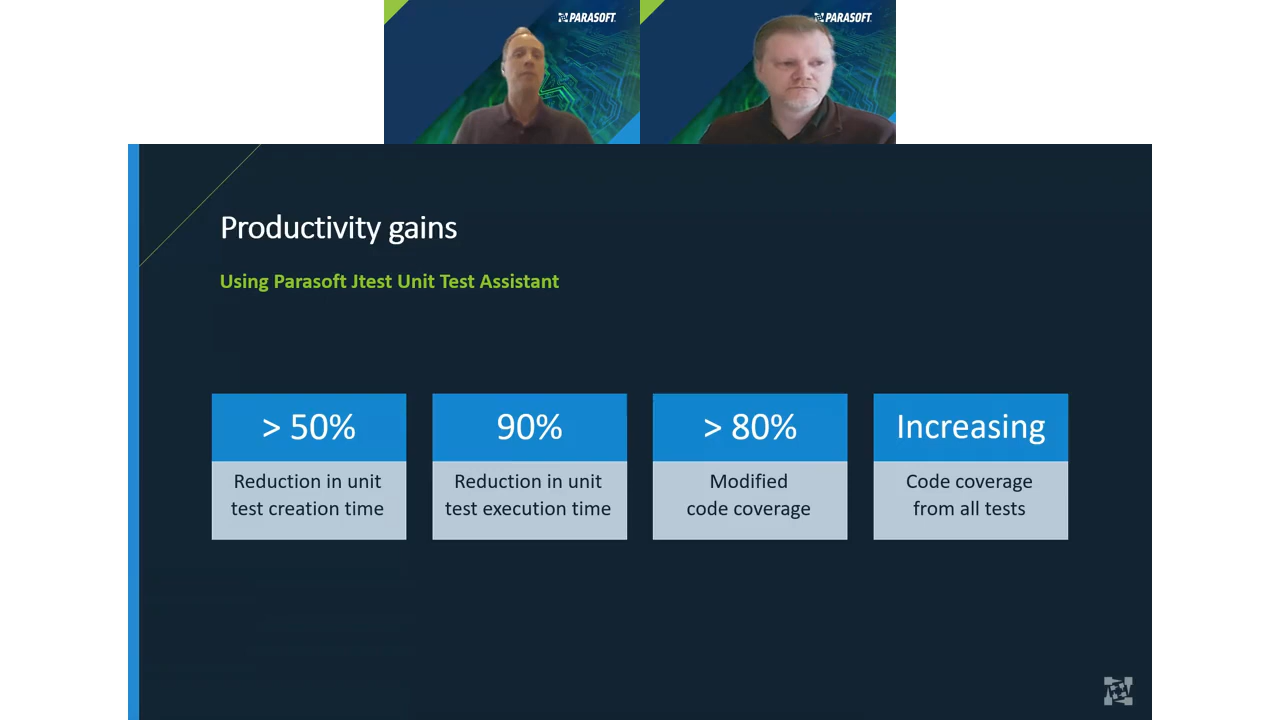 PARASOFT
PARASOFT
Productivity gains
Using Parasoft Jtest Unit Test Assistant
> 50%
Reduction in unit
test creation time
90%
Reduction in unit
test execution time
> 80%
Modified
code coverage
Increasing
Code coverage
from all tests